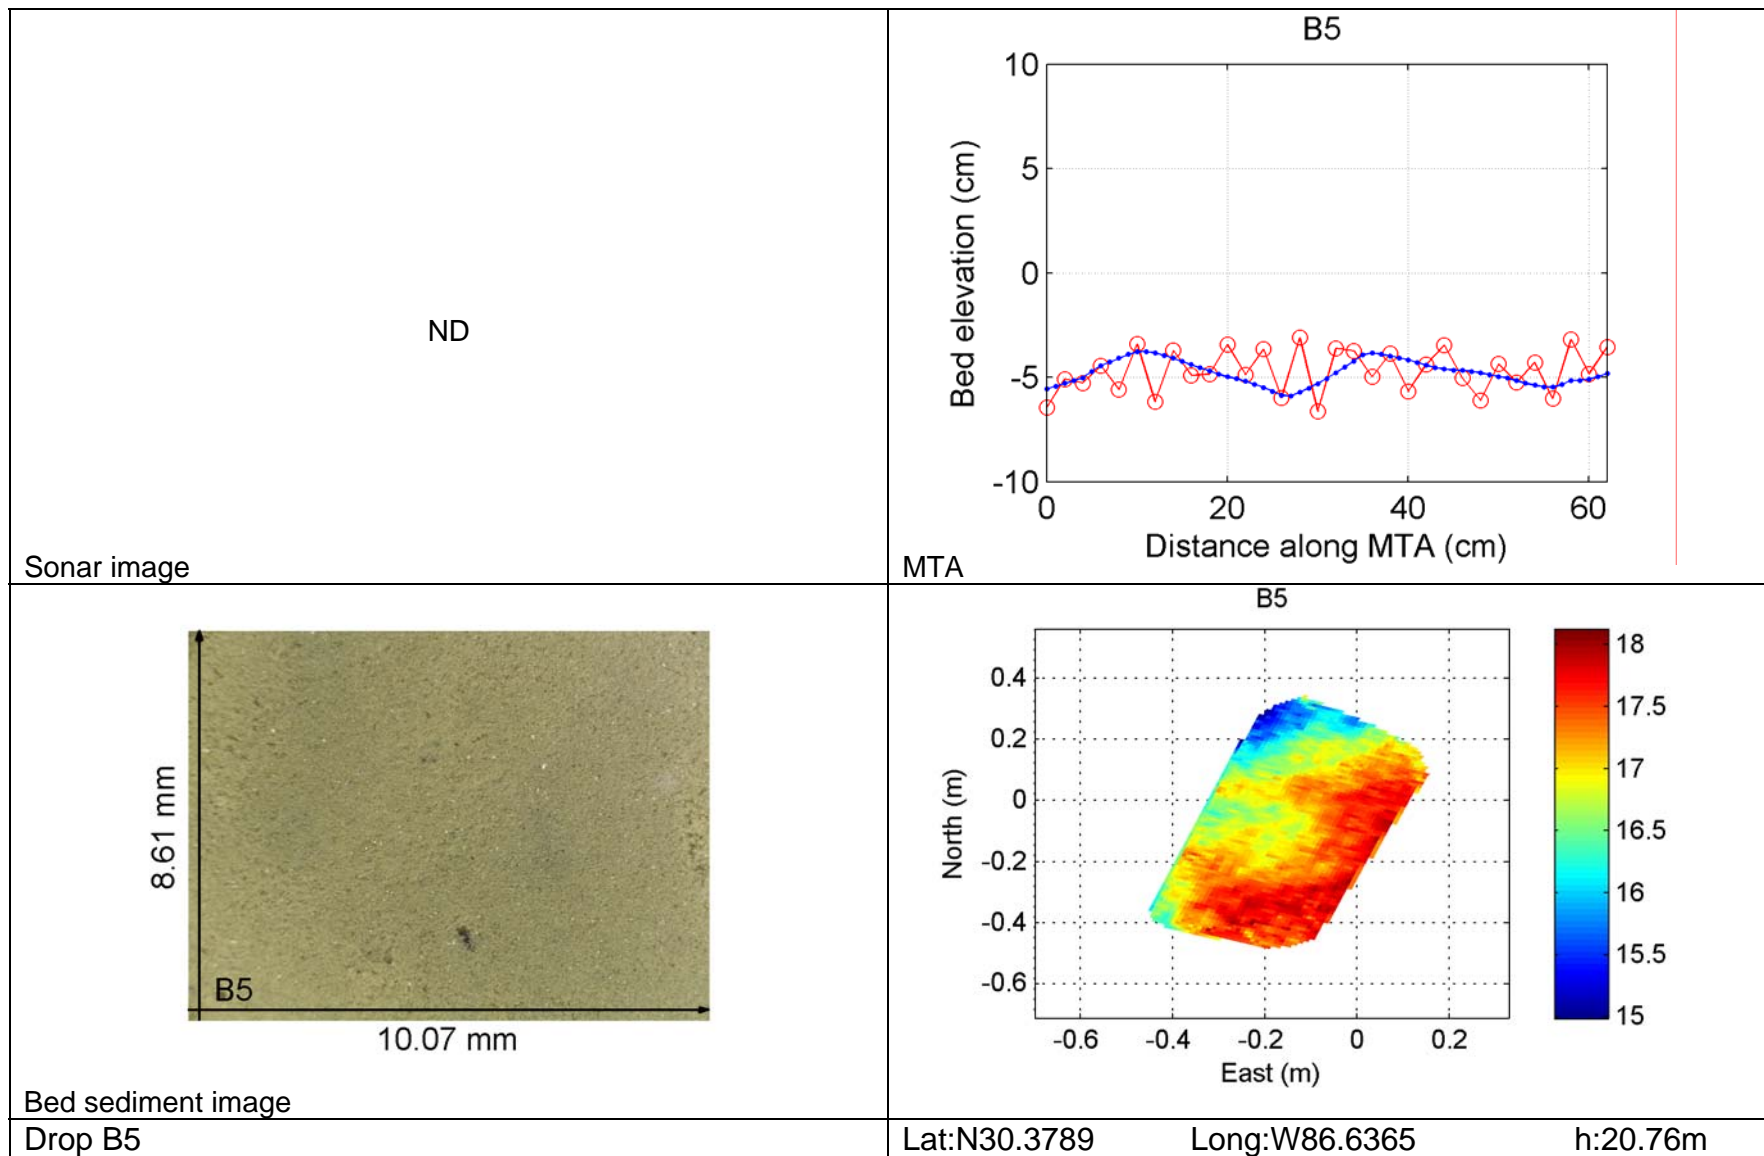 ND
Sonar image
B5
10
5
0
-5
-10
0 20 40 60
Bed elevation (cm)
Distance along MTA (cm)
MTA
8.61 mm
B5
10.07 mm
Bed sediment image
B5
0.4
0.2
0
-0.2
-0.4
-0.6
North (m)
-0.6 -0.4 -0.2 0 0.2
East (m)
18
17.5
17
16.5
16
15.5
15
Drop B5
Lat:N30.3789 Long:W86.6365 h:20.76m